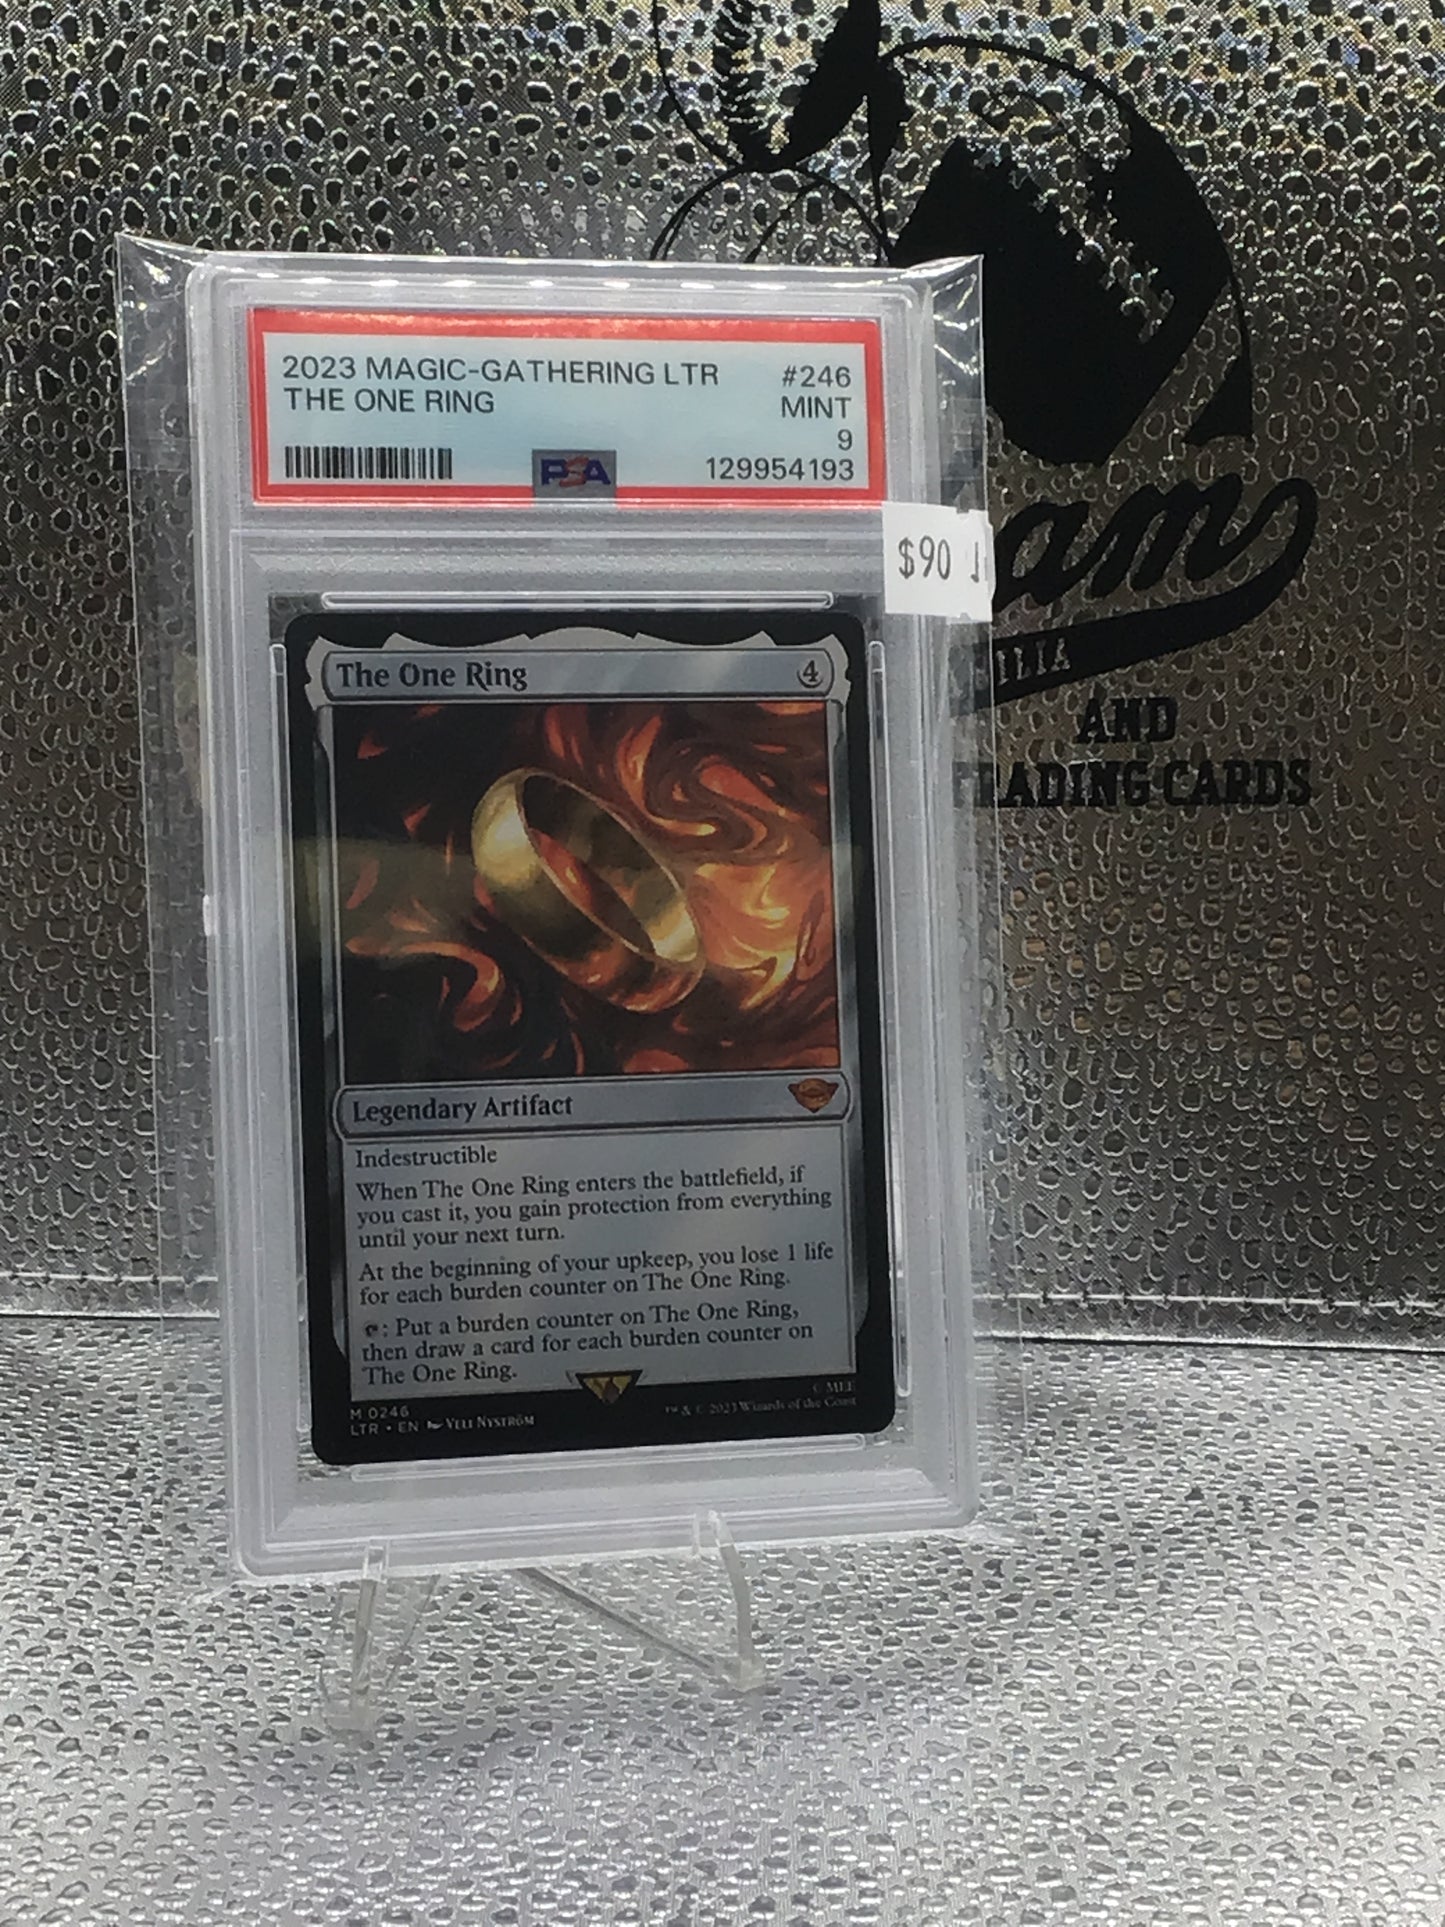 2023 MAGIC-GATHERING LTR #246
THE ONE RING MINT
9
PSA 129954193
$90
The One Ring 4
Legendary Artifact
Indestructible
When The One Ring enters the battlefield, if
you cast it, you gain protection from everything
until your next turn.
At the beginning of your upkeep, you lose 1 life
for each burden counter on The One Ring.
: Put a burden counter on The One Ring,
then draw a card for each burden counter on
The One Ring.
M 0246 © MEE
LTR • EN VELI NYSTRÖM ™ & © 2023 Wizards of the Coast
AND
TRADING CARDS